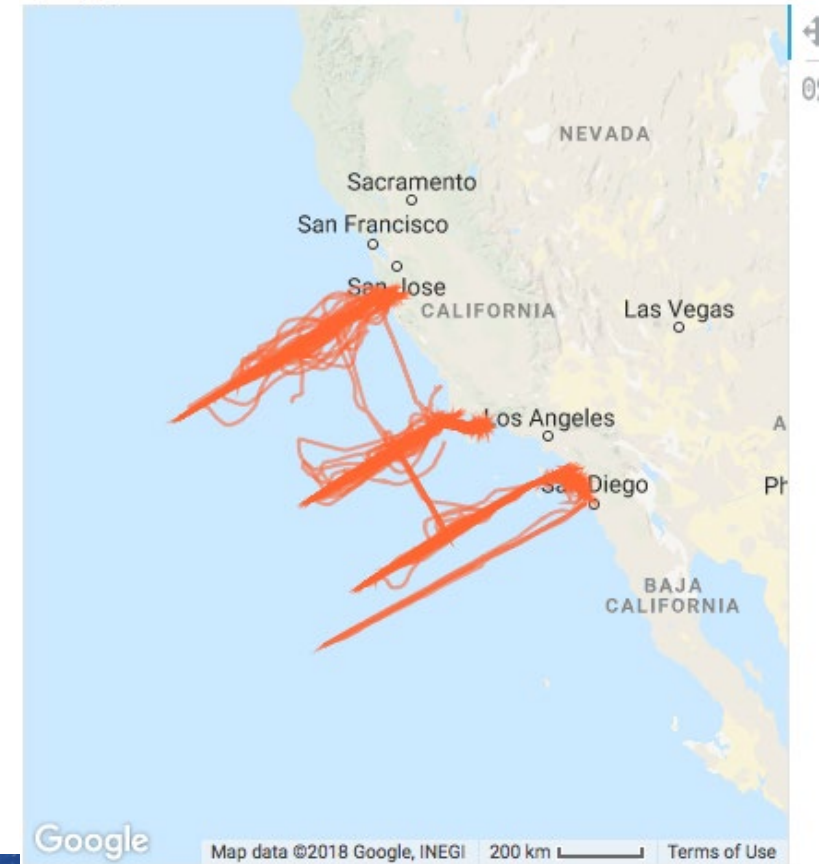 NEVADA
Sacramento
San Francisco
San Jose
CALIFORNIA
Las Vegas
Los Angeles
A
San Diego
Ph
BAJA
CALIFORNIA
Google
Map data ©2018 Google, INEGI 200 km Terms of Use